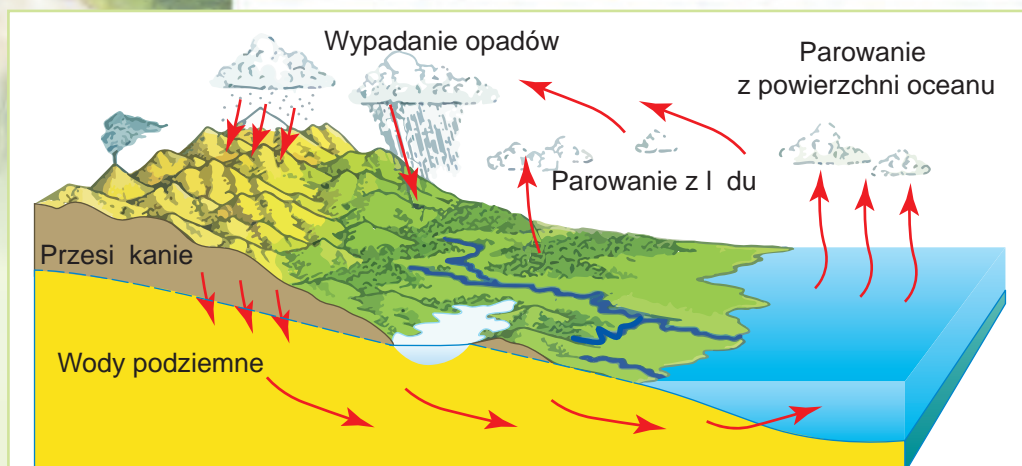 Wypadanie opadów
Parowanie
z powierzchni oceanu
Parowanie z l du
Przesi kanie
Wody podziemne